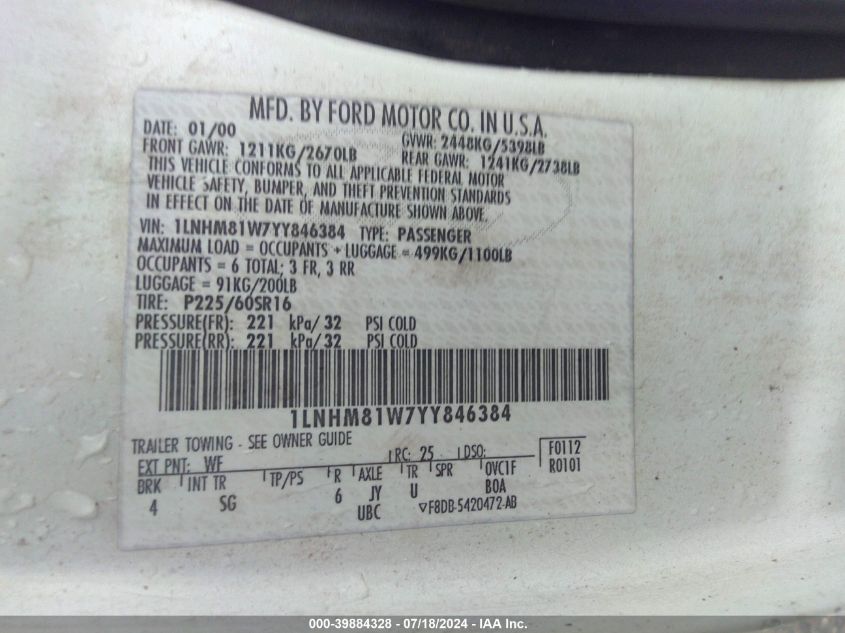 MFD. BY FORD MOTOR CO. IN U.S.A.
DATE: 01/00 GVWR: 2448KG/5398LB
FRONT GAWR: 1211KG/2670LB REAR GAWR: 1241KG/2738LB
THIS VEHICLE CONFORMS TO ALL APPLICABLE FEDERAL MOTOR
VEHICLE SAFETY, BUMPER, AND THEFT PREVENTION STANDARDS
IN EFFECT ON THE DATE OF MANUFACTURE SHOWN ABOVE.
VIN: 1LNHM81W7YY846384 TYPE: PASSENGER
MAXIMUM LOAD = OCCUPANTS + LUGGAGE = 499KG/1100LB
OCCUPANTS = 6 TOTAL; 3 FR, 3 RR
LUGGAGE = 91KG/200LB
TIRE: P225/60SR16
PRESSURE(FR): 221 kPa/ 32 PSI COLD
PRESSURE(RR): 221 kPa/ 32 PSI COLD
1LNHM81W7YY846384
TRAILER TOWING - SEE OWNER GUIDE
EXT PNT: WF RC: 25 DSO: F0112
R0101
BRK INT TR TP/PS R AXLE TR SPR OVC1F
4 SG 6 JY U BOA
UBC ▽F8DB-5420472-AB
000-39884328 - 07/18/2024 - IAA Inc.